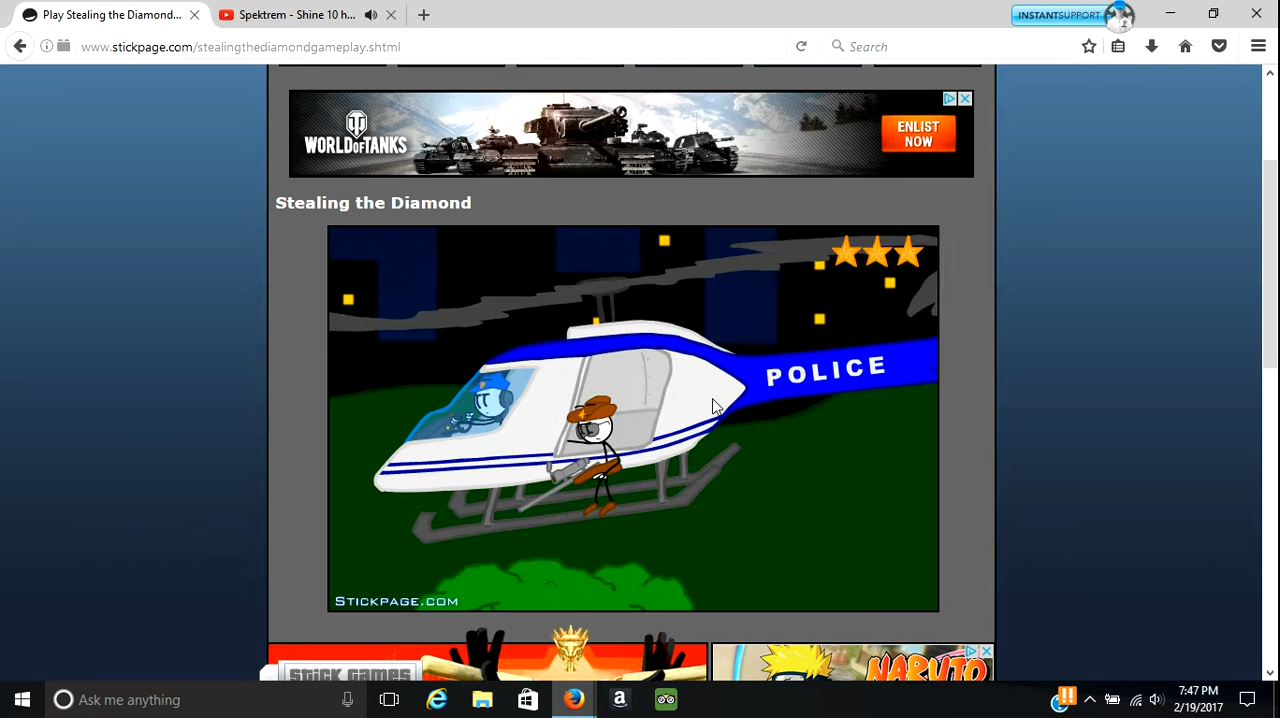 Play Stealing the Diamond...
Spektrem - Shine 10 h...
INSTANTSUPPORT
www.stickpage.com/stealingthediamondgameplay.shtml
Search
WORLD OF TANKS
ENLIST
NOW
Stealing the Diamond
POLICE
STICKPAGE.COM
STICK GAMES
NARUTO
Ask me anything
7:47 PM
2/19/2017